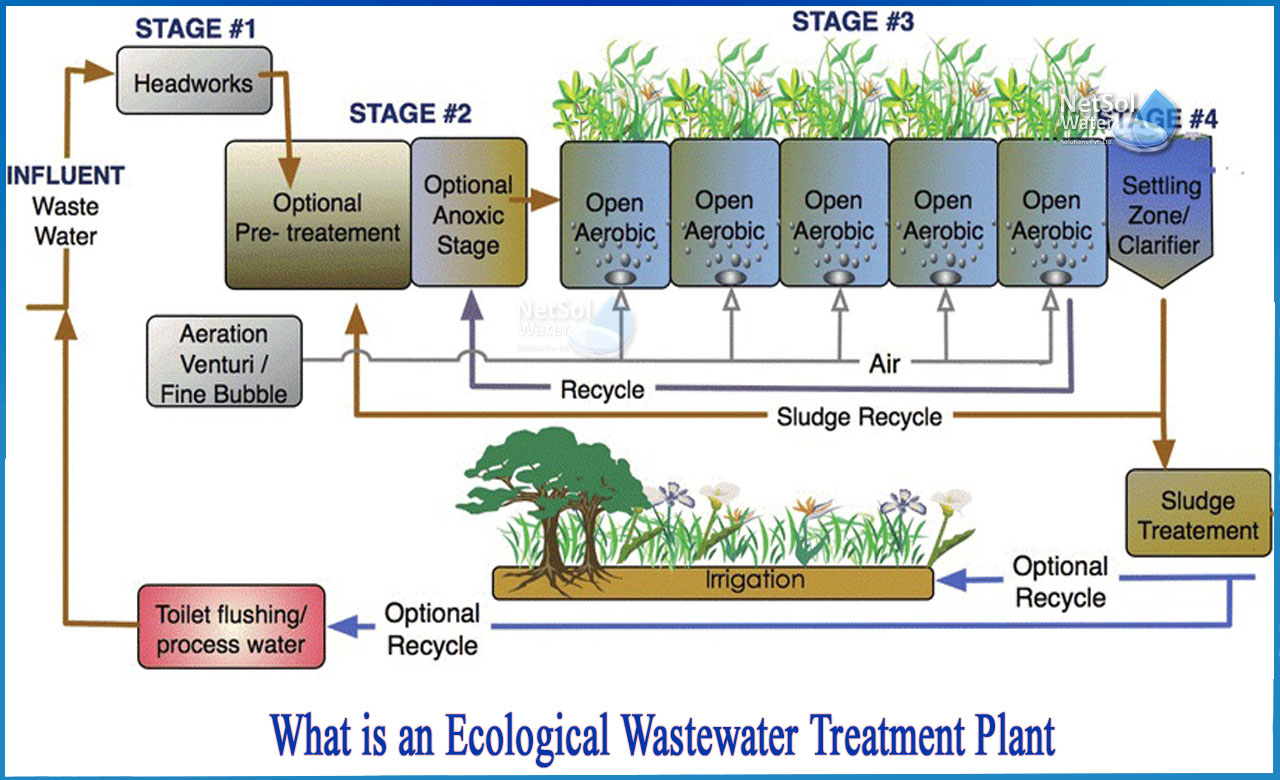 STAGE #1
STAGE #3
Headworks
STAGE #2
NetSol
Water
Solutions Pvt. Ltd.
STAGE #4
INFLUENT
Waste
Water
Optional
Pre- treatement
Optional
Anoxic
Stage
Open
Aerobic
Open
Aerobic
Open
Aerobic
Open
Aerobic
Open
Aerobic
Settling
Zone/
Clarifier
NetSol
Water
Aeration
Venturi /
Fine Bubble
Air
Recycle
Sludge Recycle
Sludge
Treatement
Irrigation
Optional
Recycle
Toilet flushing/
process water
Optional
Recycle
What is an Ecological Wastewater Treatment Plant